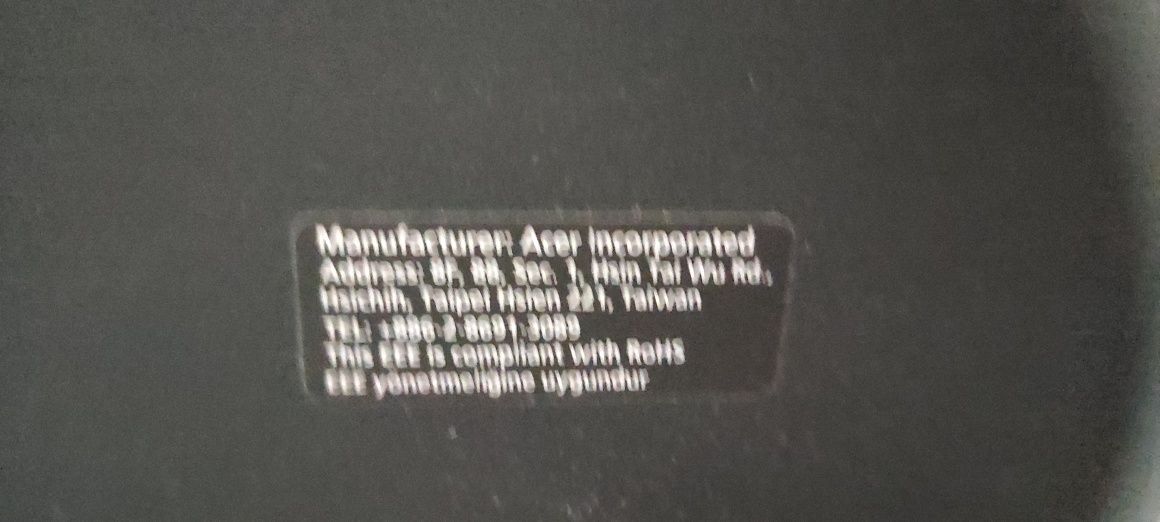 Manufacturer: Acer Incorporated
Address: 8F, 88, Sec. 1, Hsin Tai Wu Rd.,
Hsichih, Taipei Hsien 221, Taiwan
TEL: +886-2-8691-3089
This EEE is compliant with RoHS
EEE yönetmeligine uygundur